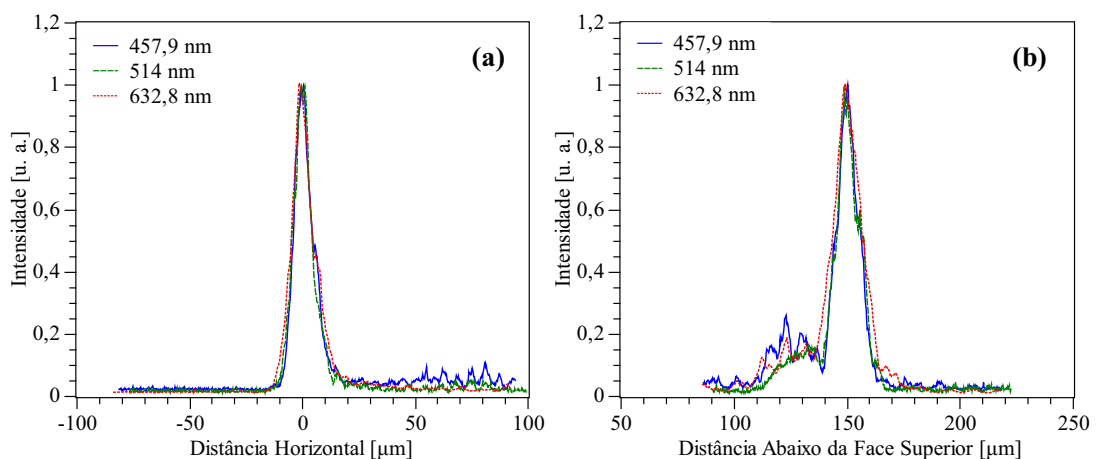 1,2
1
0,8
0,6
0,4
0,2
0
Intensidade [u. a.]
457,9 nm
514 nm
632,8 nm
(a)
-100
-50
0
50
100
Distância Horizontal [µm]
1,2
1
0,8
0,6
0,4
0,2
0
Intensidade [u. a.]
457,9 nm
514 nm
632,8 nm
(b)
50
100
150
200
250
Distância Abaixo da Face Superior [µm]